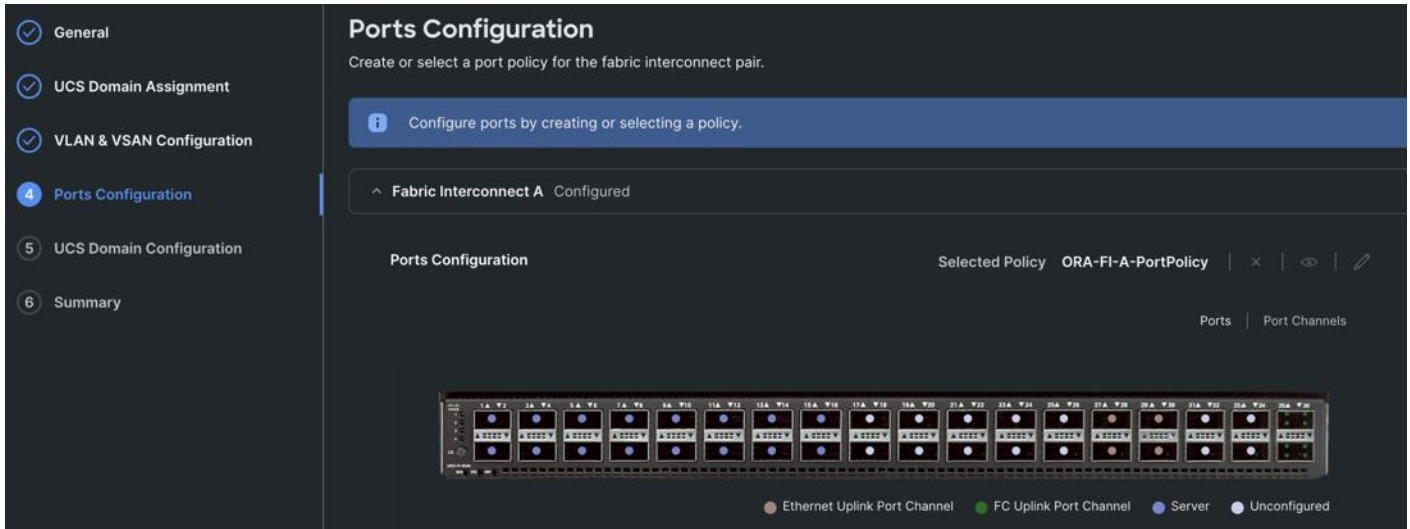 General
UCS Domain Assignment
VLAN & VSAN Configuration
4 Ports Configuration
5 UCS Domain Configuration
6 Summary
Ports Configuration
Create or select a port policy for the fabric interconnect pair.
Configure ports by creating or selecting a policy.
Fabric Interconnect A Configured
Ports Configuration
Selected Policy ORA-FI-A-PortPolicy
Ports | Port Channels
Ethernet Uplink Port Channel FC Uplink Port Channel Server Unconfigured